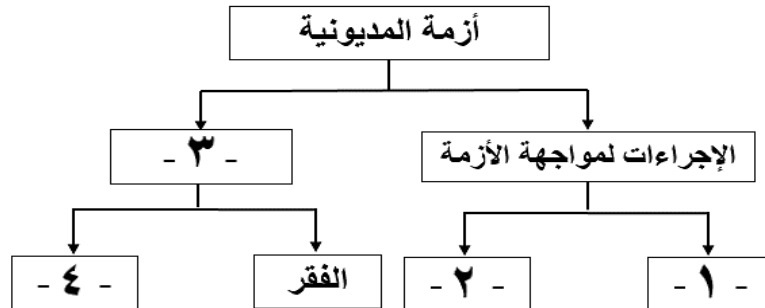 أزمة المديونية
الإجراءات لمواجهة الأزمة
- ٣ -
- ١ -
- ٢ -
الفقر
- ٤ -